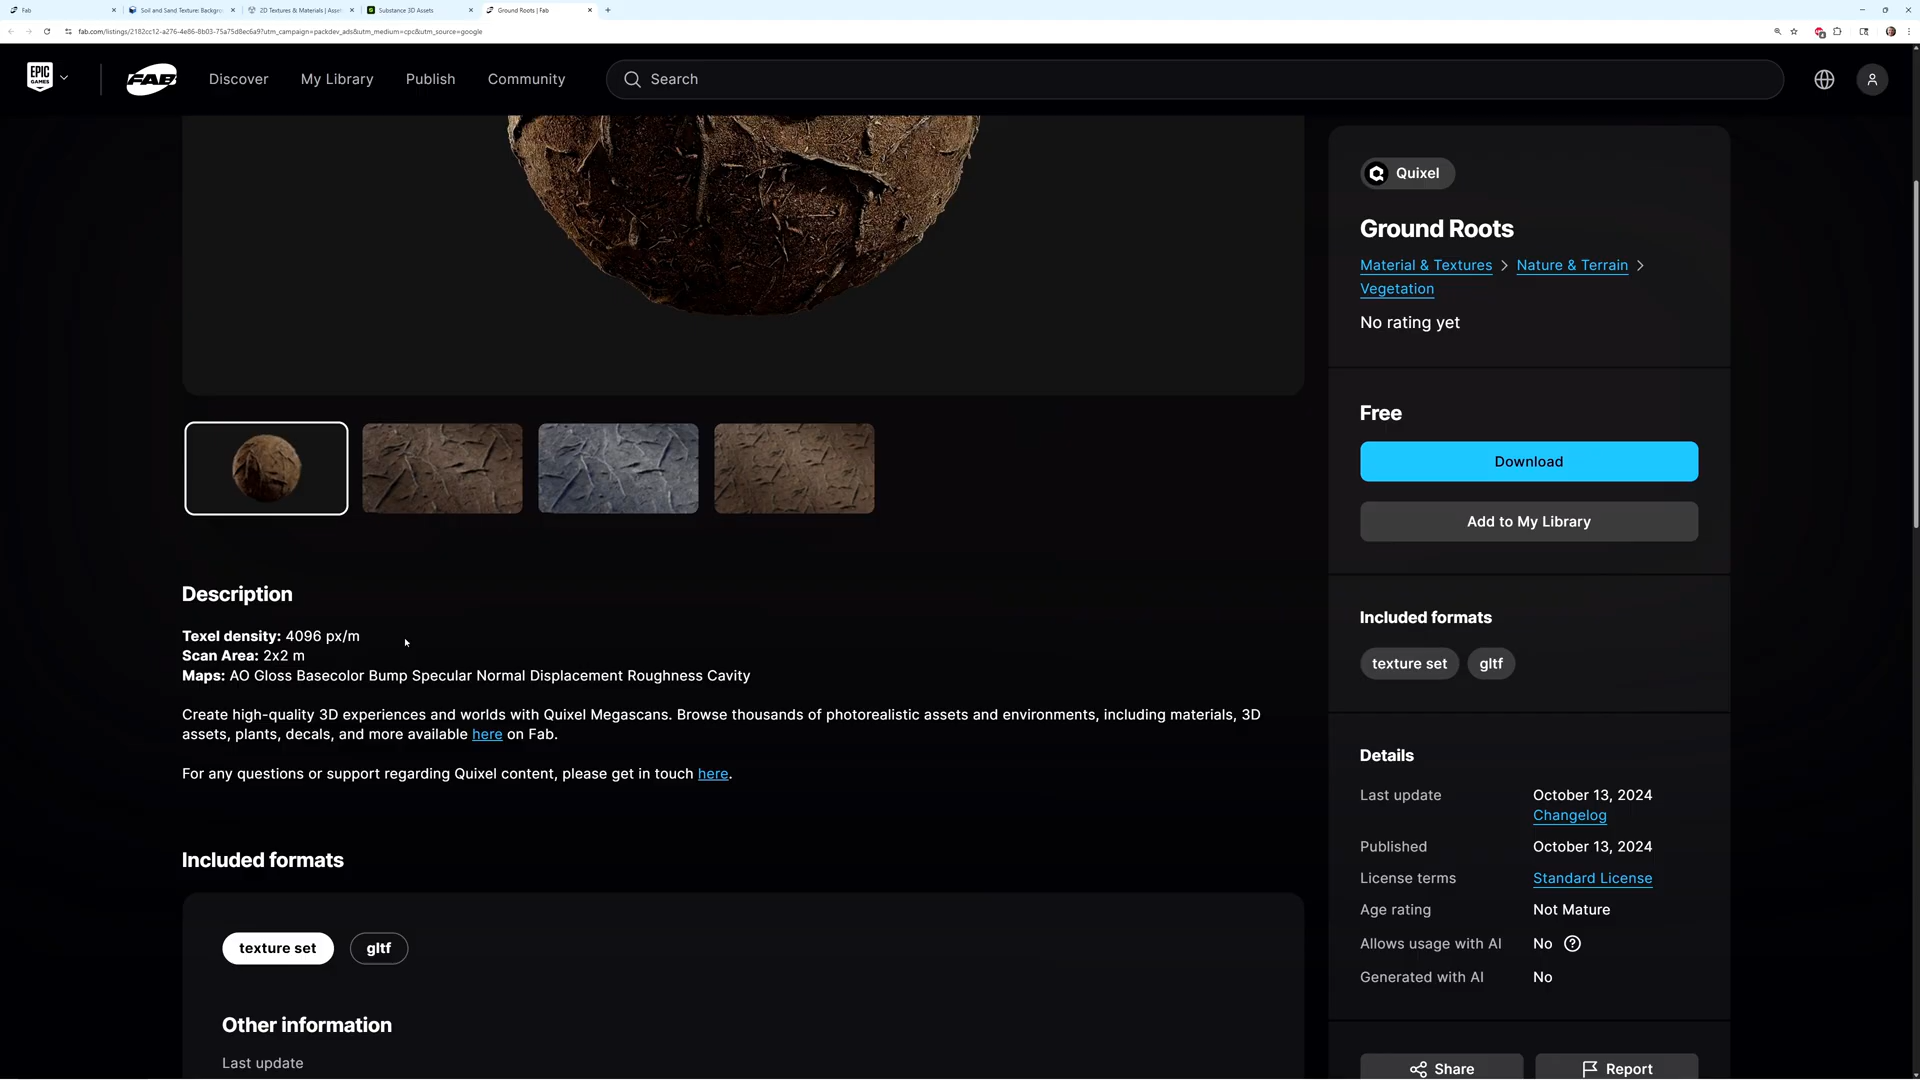 Fab
Soil and Sand Texture: Backgro
2D Textures & Materials | Asset
Substance 3D Assets
Ground Roots | Fab
fab.com/listings/2182cc12-a276-4e86-8b03-75a75d8ec6a9?utm_campaign=packdev_ads&utm_medium=cpc&utm_source=google
EPIC GAMES
FAB
Discover
My Library
Publish
Community
Search
Quixel
Ground Roots
Material & Textures > Nature & Terrain >
Vegetation
No rating yet
Free
Download
Add to My Library
Description
Texel density: 4096 px/m
Scan Area: 2x2 m
Maps: AO Gloss Basecolor Bump Specular Normal Displacement Roughness Cavity
Create high-quality 3D experiences and worlds with Quixel Megascans. Browse thousands of photorealistic assets and environments, including materials, 3D
assets, plants, decals, and more available here on Fab.
For any questions or support regarding Quixel content, please get in touch here.
Included formats
texture set
gltf
Other information
Last update
Included formats
texture set
gltf
Details
Last update October 13, 2024
Changelog
Published October 13, 2024
License terms Standard License
Age rating Not Mature
Allows usage with AI No
Generated with AI No
Share
Report